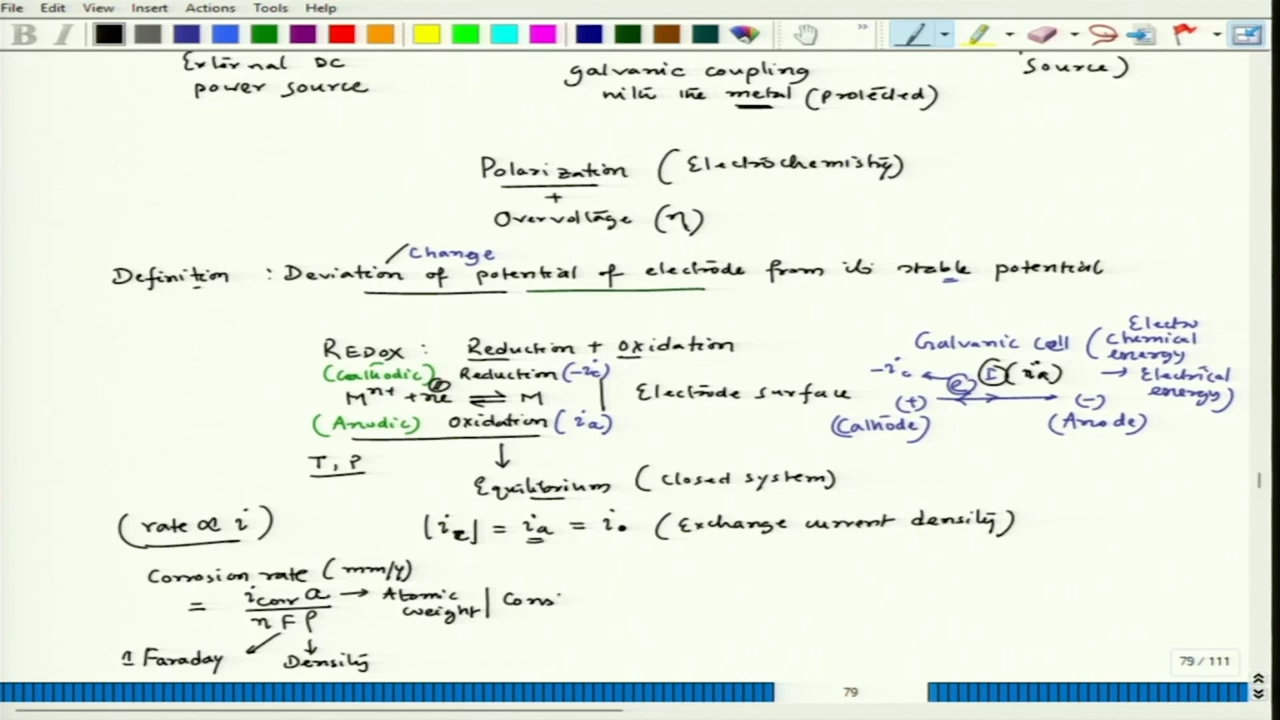 File Edit View Insert Actions Tools Help
B I
External DC
power source
galvanic coupling
with the metal (protected)
source)
Polarization (Electrochemistry)
+
Overvoltage (η)
Change
Definition : Deviation of potential of electrode from its stable potential
REDOX : Reduction + Oxidation
(Cathodic) Reduction (-ic)
M^n+ + ne ⇌ M
Electrode surface
(Anodic) Oxidation (ia)
Galvanic cell (Electro
chemical
energy
→ Electrical
energy)
-ic ← e I (ia)
(+) (-)
(Cathode) (Anode)
T, P
↓
Equilibrium (Closed system)
(rate ∝ i) |ic| = ia = io (Exchange current density)
Corrosion rate (mm/y)
= icorr a / n F ρ → Atomic
weight | Cons
1 Faraday Density
79 / 111
79